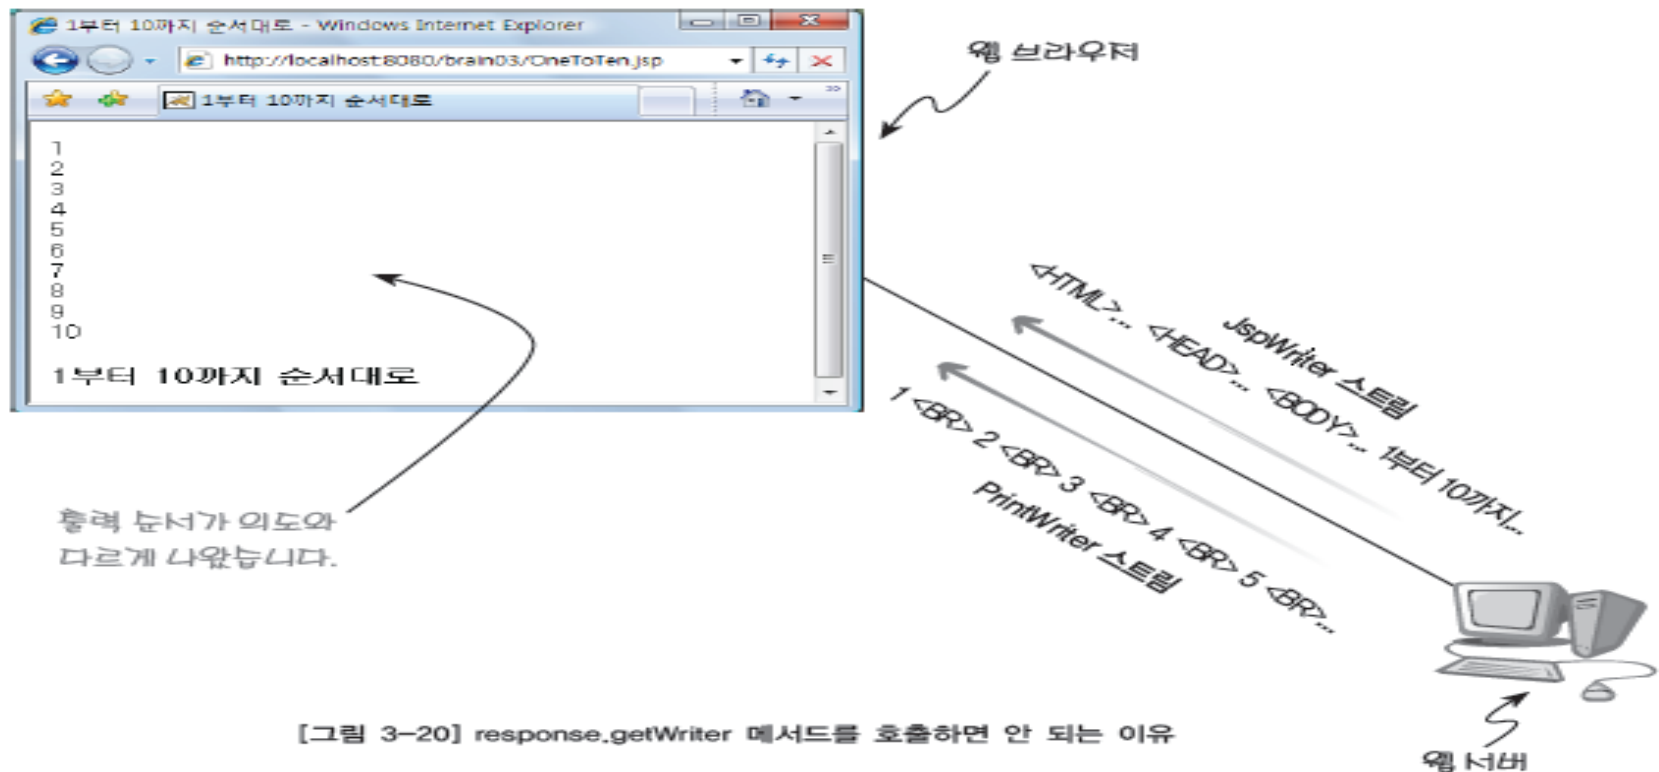 1부터 10까지 순서대로 - Windows Internet Explorer
http://localhost:8080/brain03/OneToTen.jsp
1부터 10까지 순서대로
1
2
3
4
5
6
7
8
9
10
1부터 10까지 순서대로
웹 브라우저
<HTML>... <HEAD>... <BODY>... 1부터 10까지...
JspWriter 스트림
1 <BR> 2 <BR> 3 <BR> 4 <BR> 5 <BR>...
PrintWriter 스트림
출력 순서가 의도와
다르게 나왔습니다.
[그림 3-20] response.getWriter 메서드를 호출하면 안 되는 이유
웹 서버